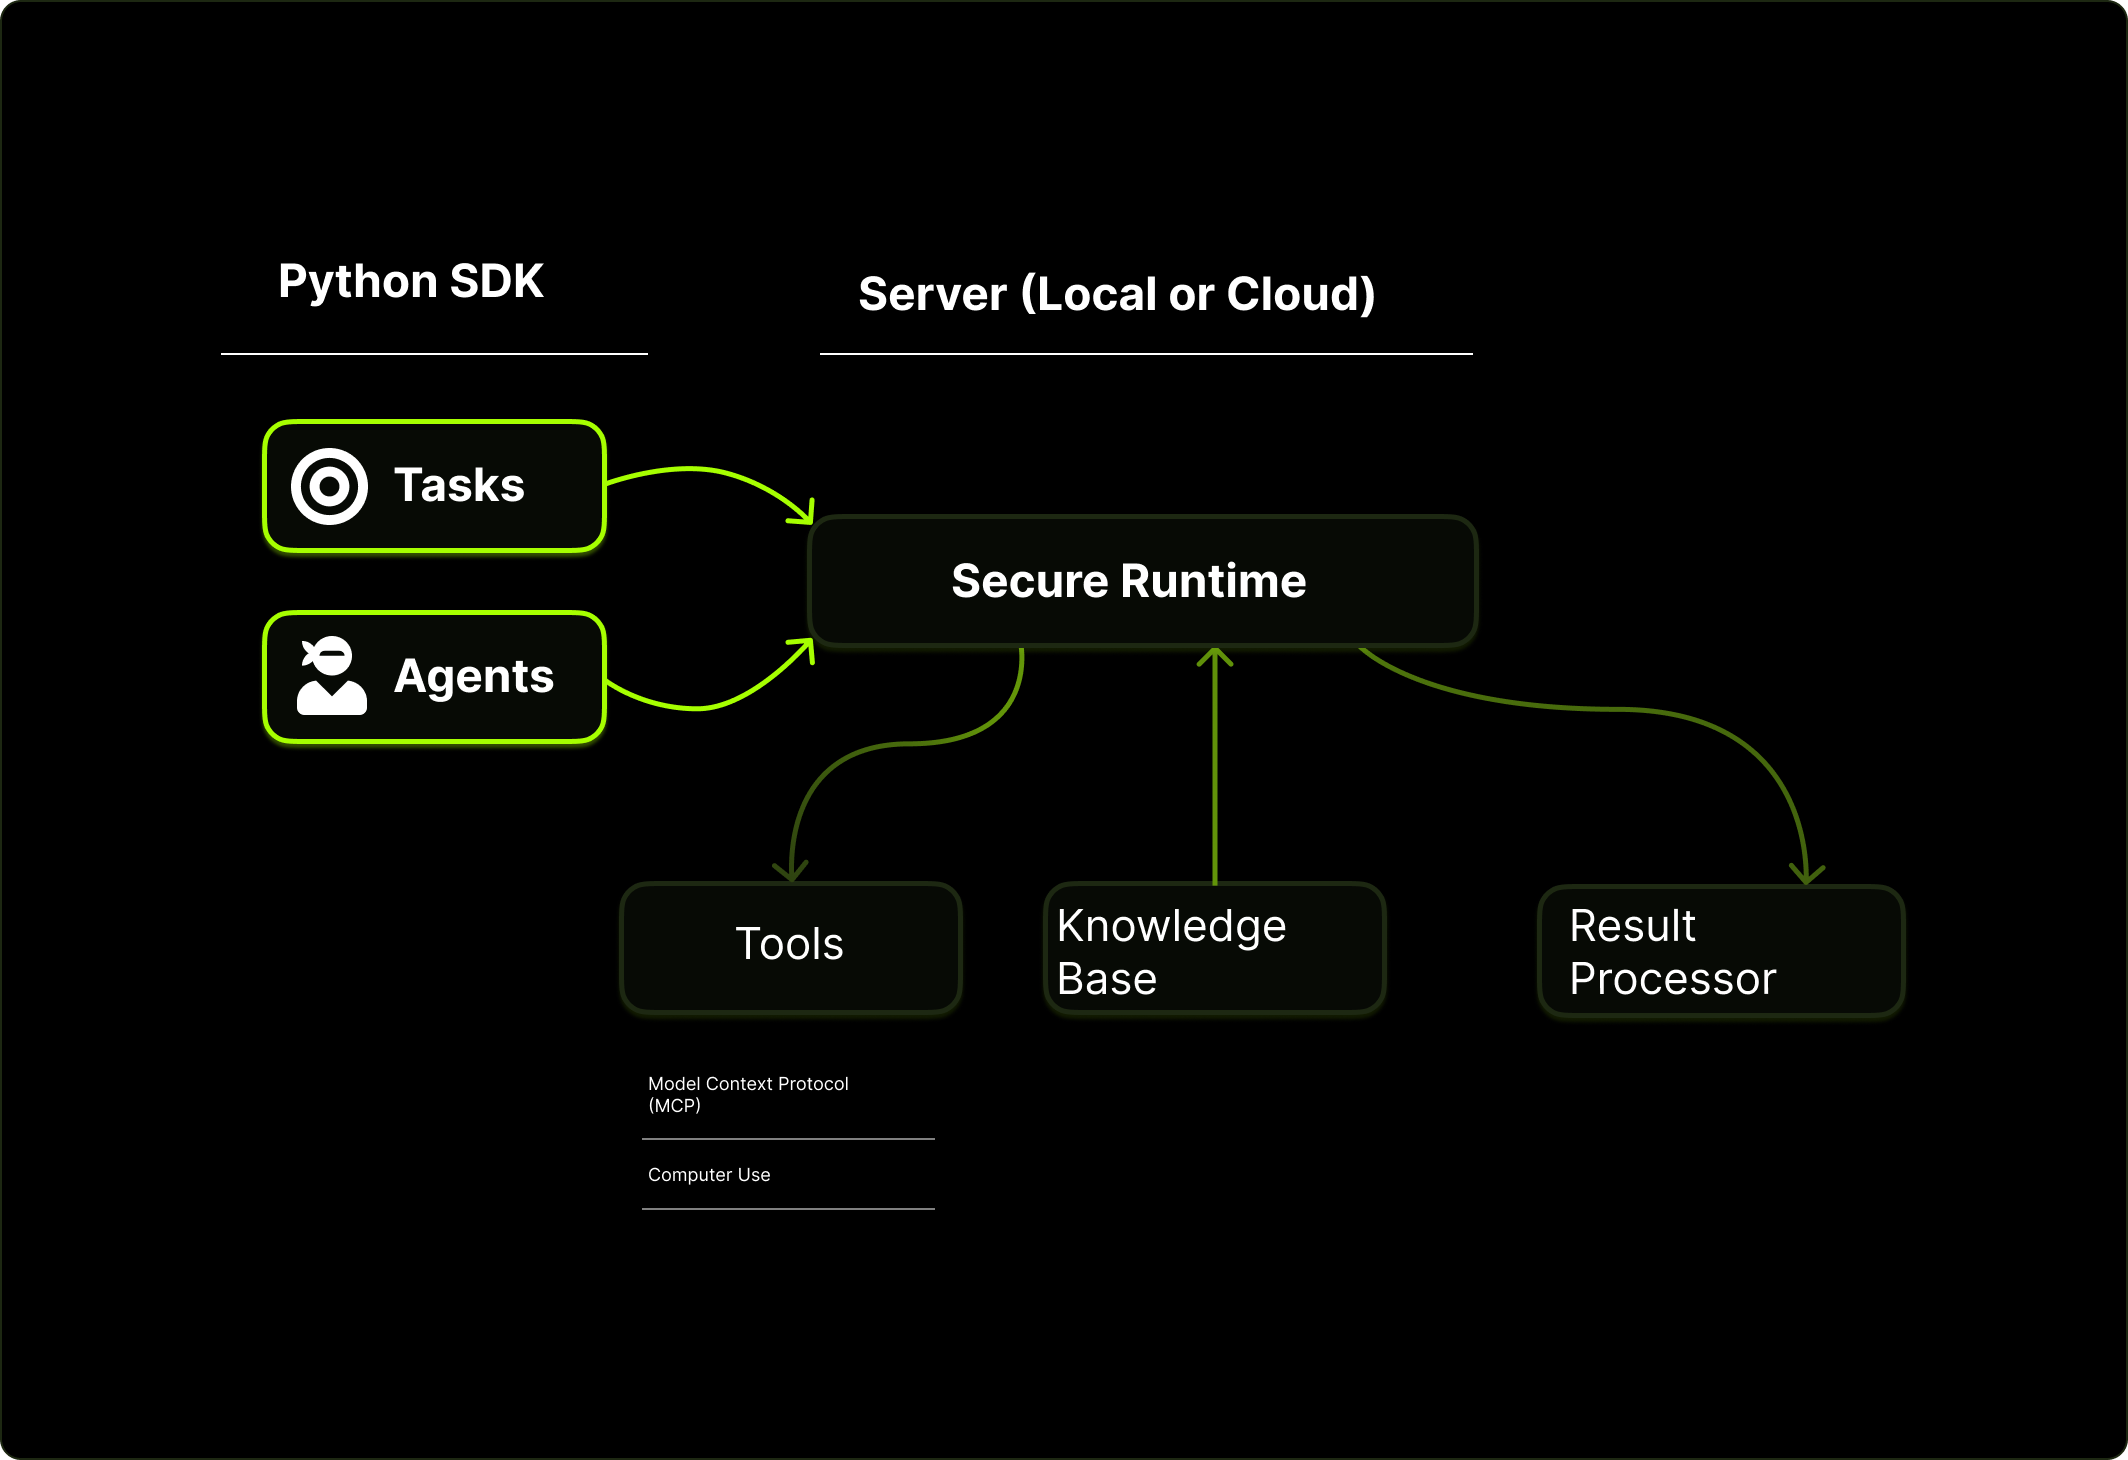 Python SDK
Server (Local or Cloud)
Tasks
Agents
Secure Runtime
Tools
Knowledge
Base
Result
Processor
Model Context Protocol
(MCP)
Computer Use